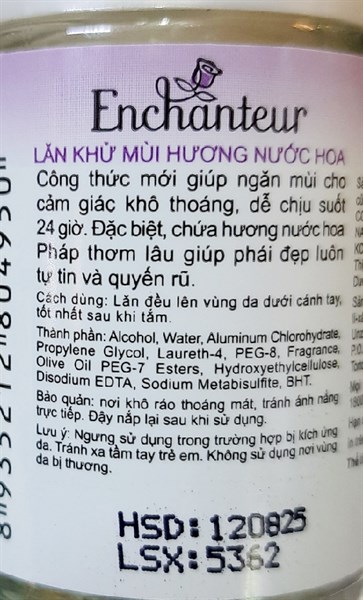 Enchanteur
LĂN KHỬ MÙI HƯƠNG NƯỚC HOA
Công thức mới giúp ngăn mùi cho
cảm giác khô thoáng, dễ chịu suốt
24 giờ. Đặc biệt, chứa hương nước hoa
Pháp thơm lâu giúp phái đẹp luôn
tự tin và quyến rũ.
Cách dùng: Lăn đều lên vùng da dưới cánh tay,
tốt nhất sau khi tắm.
Thành phần: Alcohol, Water, Aluminum Chlorohydrate,
Propylene Glycol, Laureth-4, PEG-8, Fragrance,
Olive Oil PEG-7 Esters, Hydroxyethylcellulose,
Disodium EDTA, Sodium Metabisulfite, BHT.
Bảo quản: nơi khô ráo thoáng mát, tránh ánh nắng
trực tiếp. Đậy nắp lại sau khi sử dụng.
Lưu ý: Ngưng sử dụng trong trường hợp bị kích ứng
da. Tránh xa tầm tay trẻ em. Không sử dụng nơi vùng
da bị thương.
HSD:120825
LSX:5362